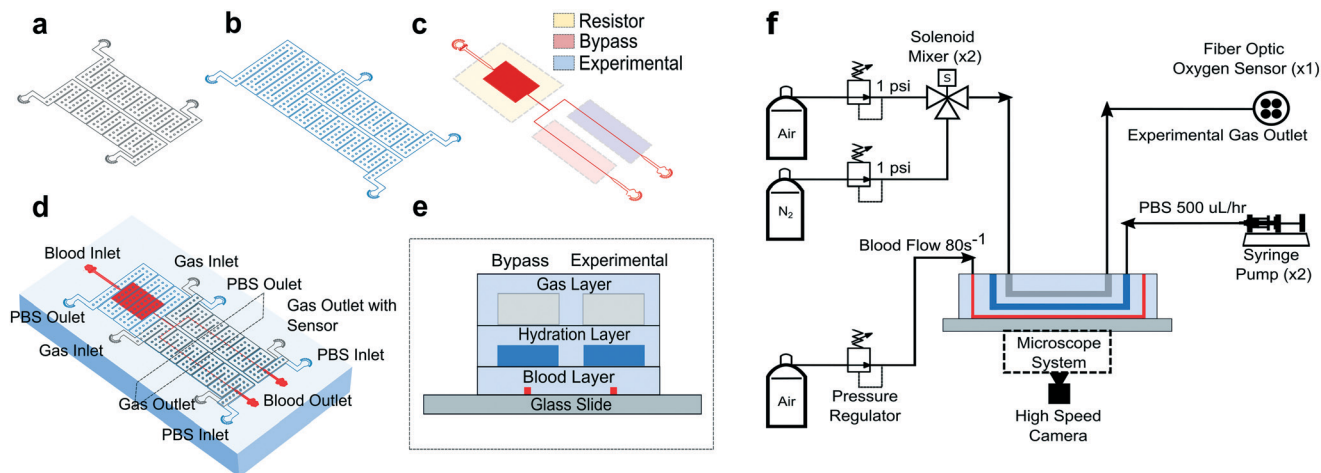 a
b
c
Resistor
Bypass
Experimental
d
Blood Inlet
Gas Inlet
PBS Oulet
Gas Outlet with
Sensor
PBS Oulet
Gas Inlet
PBS Inlet
Gas Outlet
Blood Outlet
PBS Inlet
e
Bypass
Experimental
Gas Layer
Hydration Layer
Blood Layer
Glass Slide
f
Solenoid
Mixer (x2)
S
Fiber Optic
Oxygen Sensor (x1)
1 psi
Air
Experimental Gas Outlet
1 psi
N2
PBS 500 uL/hr
Blood Flow 80s-1
Syringe
Pump (x2)
Microscope
System
Air
Pressure
Regulator
High Speed
Camera